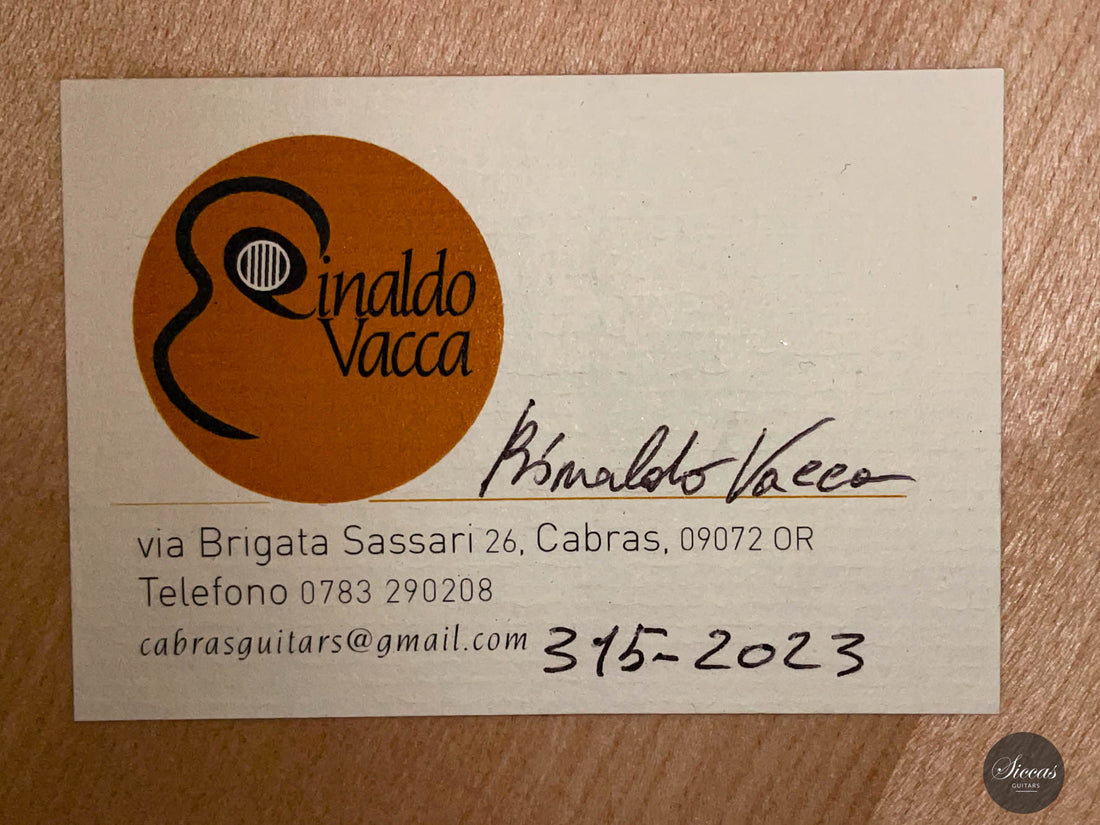 Rinaldo
Vacca
Rinaldo Vacca
via Brigata Sassari 26, Cabras, 09072 OR
Telefono 0783 290208
cabrasguitars@gmail.com 315-2023
Siccas
GUITARS